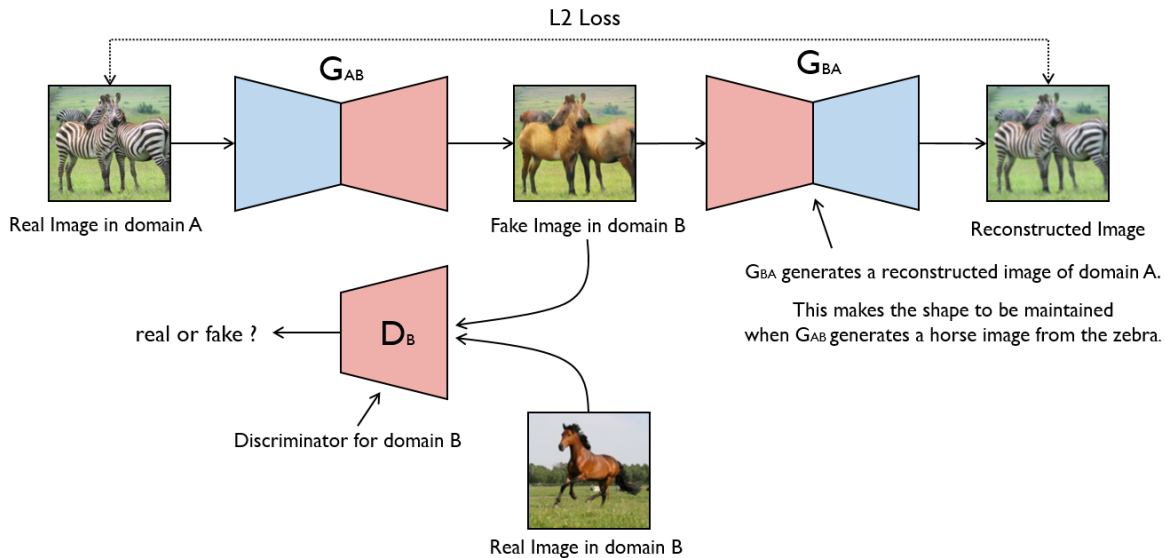 L2 Loss
GAB
GBA
Real Image in domain A
Fake Image in domain B
Reconstructed Image
GBA generates a reconstructed image of domain A.
This makes the shape to be maintained
when GAB generates a horse image from the zebra.
real or fake ?
DB
Discriminator for domain B
Real Image in domain B